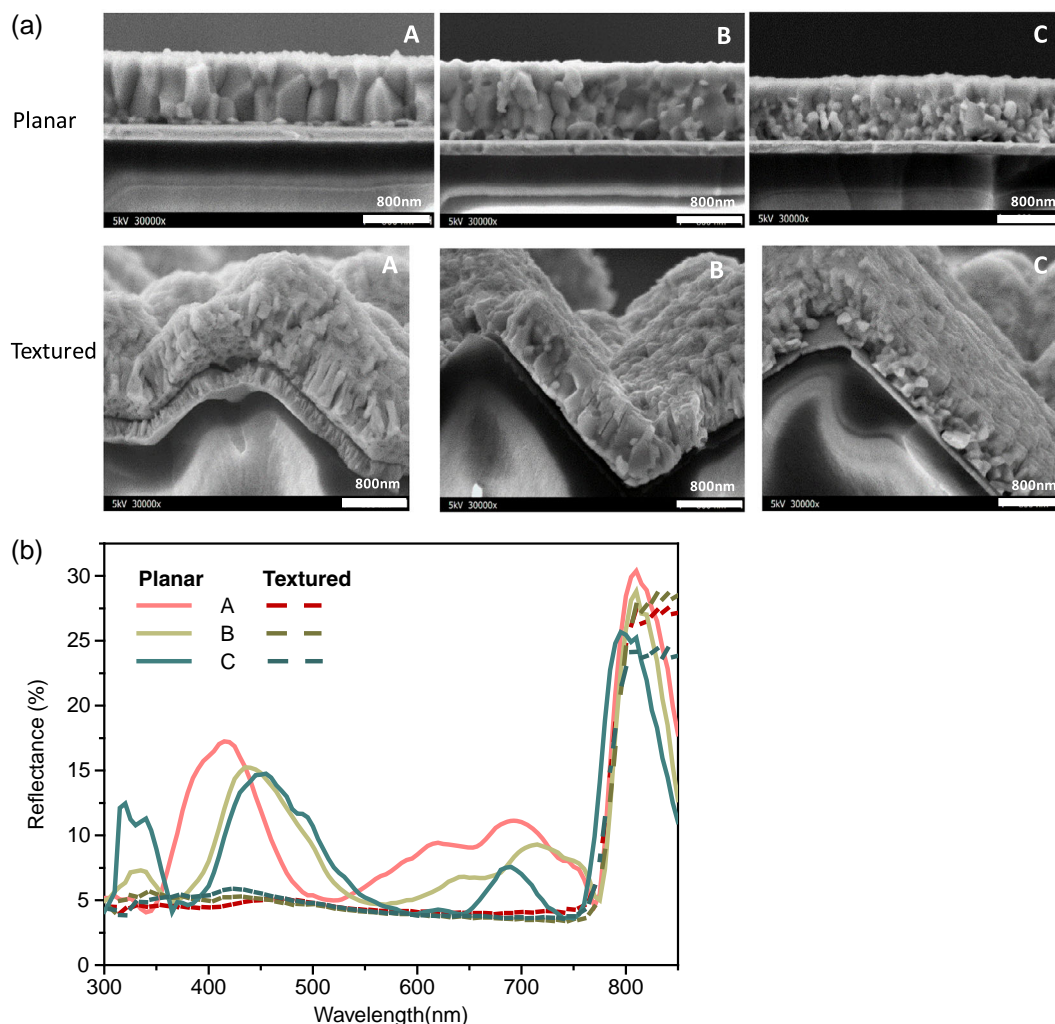 (a)
A
B
C
Planar
800nm
800nm
800nm
5kV 30000x
5kV 30000x
5kV 30000x
A
B
C
Textured
800nm
800nm
800nm
5kV 30000x
5kV 30000x
5kV 30000x
(b)
Planar Textured
A
B
C
30
25
20
15
10
5
0
Reflectance (%)
300 400 500 600 700 800
Wavelength(nm)